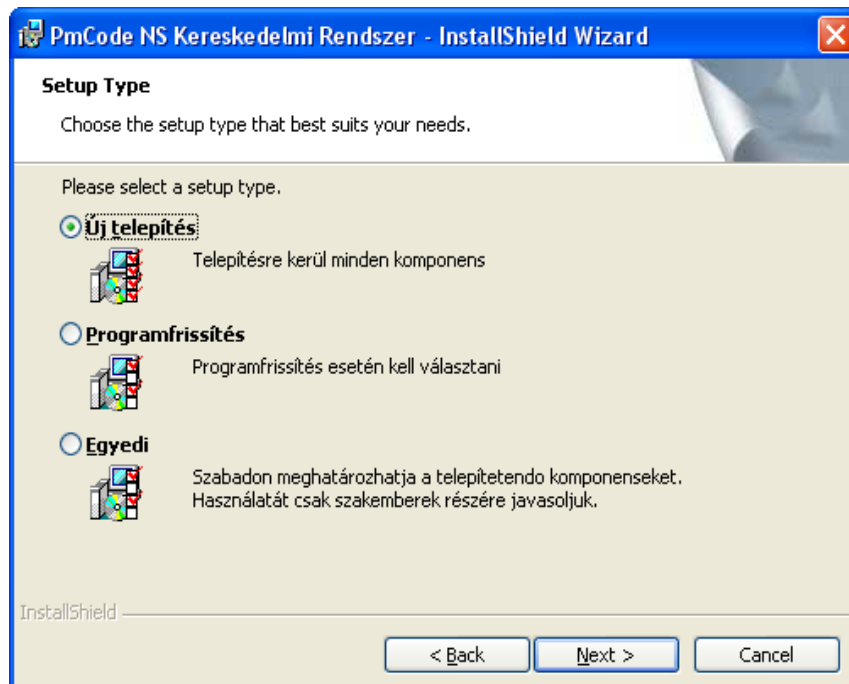 PmCode NS Kereskedelmi Rendszer - InstallShield Wizard
Setup Type
Choose the setup type that best suits your needs.
Please select a setup type.
Új telepítés
Telepítésre kerül minden komponens
Programfrissítés
Programfrissítés esetén kell választani
Egyedi
Szabadon meghatározhatja a telepítetendo komponenseket.
Használatát csak szakemberek részére javasoljuk.
InstallShield
< Back
Next >
Cancel